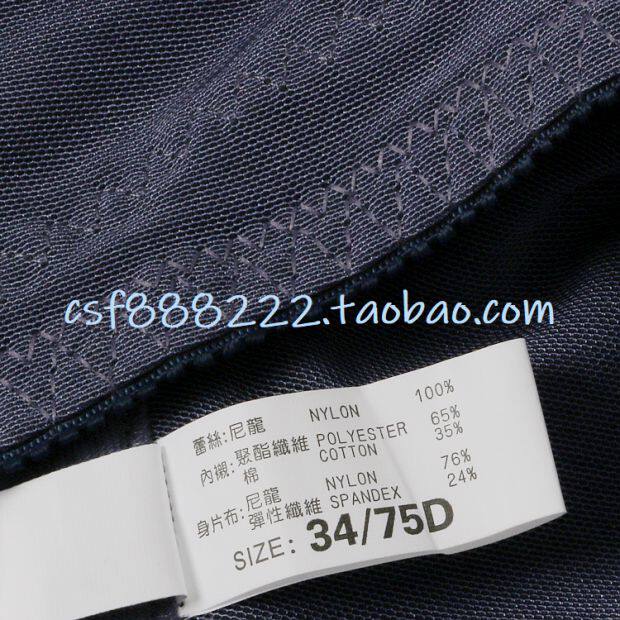 csf888222.taobao.com
蕾絲:尼龍 NYLON 100%
內襯:聚酯纖維 POLYESTER 65%
棉 COTTON 35%
身片布:尼龍 NYLON 76%
彈性纖維 SPANDEX 24%
SIZE: 34/75D